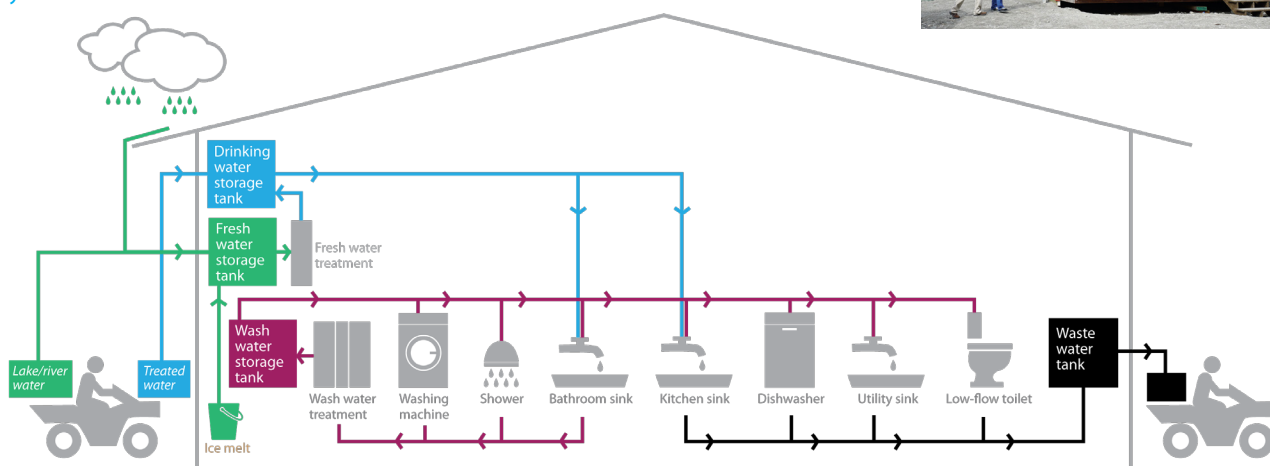 Drinking
water
storage
tank
Fresh
water
storage
tank
Fresh water
treatment
Wash
water
storage
tank
Waste
water
tank
Lake/river
water
Treated
water
Ice melt
Wash water
treatment
Washing
machine
Shower
Bathroom sink
Kitchen sink
Dishwasher
Utility sink
Low-flow toilet